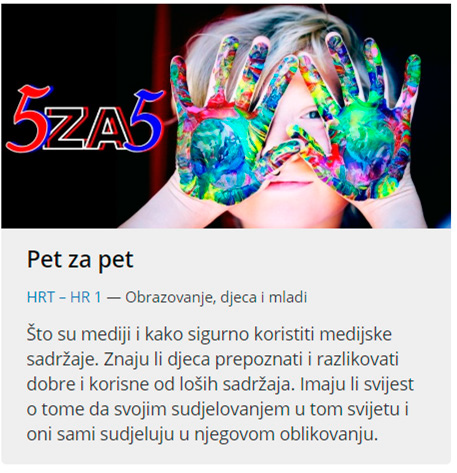 5ZA5
Pet za pet
HRT – HR 1 — Obrazovanje, djeca i mladi
Što su mediji i kako sigurno koristiti medijske
sadržaje. Znaju li djeca prepoznati i razlikovati
dobre i korisne od loših sadržaja. Imaju li svijest
o tome da svojim sudjelovanjem u tom svijetu i
oni sami sudjeluju u njegovom oblikovanju.